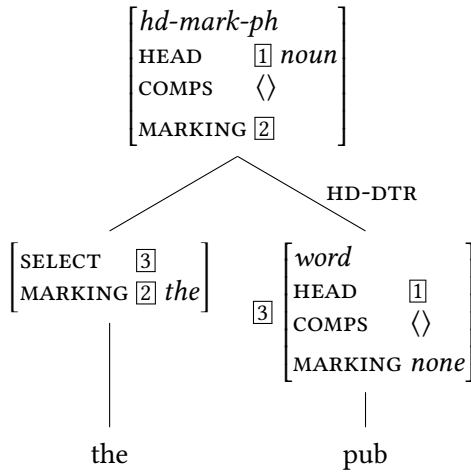 hd-mark-ph
HEAD 1 noun
COMPS ⟨⟩
MARKING 2
HD-DTR
SELECT 3
MARKING 2 the
3
word
HEAD 1
COMPS ⟨⟩
MARKING none
the
pub